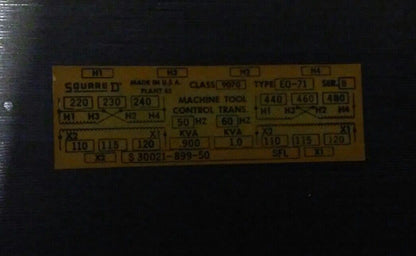 H1 H3 H2 H4
SQUARE D MADE IN U.S.A. PLANT 65 CLASS 9070 TYPE EO-71 SER. B
220 230 240 MACHINE TOOL 440 460 480
H1 H3 H2 H4 CONTROL TRANS. H1 H3 H2 H4
50 HZ 60 HZ
X2 X1 KVA KVA X2 X1
110 115 120 .900 1.0 110 115 120
X2 S 30021-899-50 SFL X1